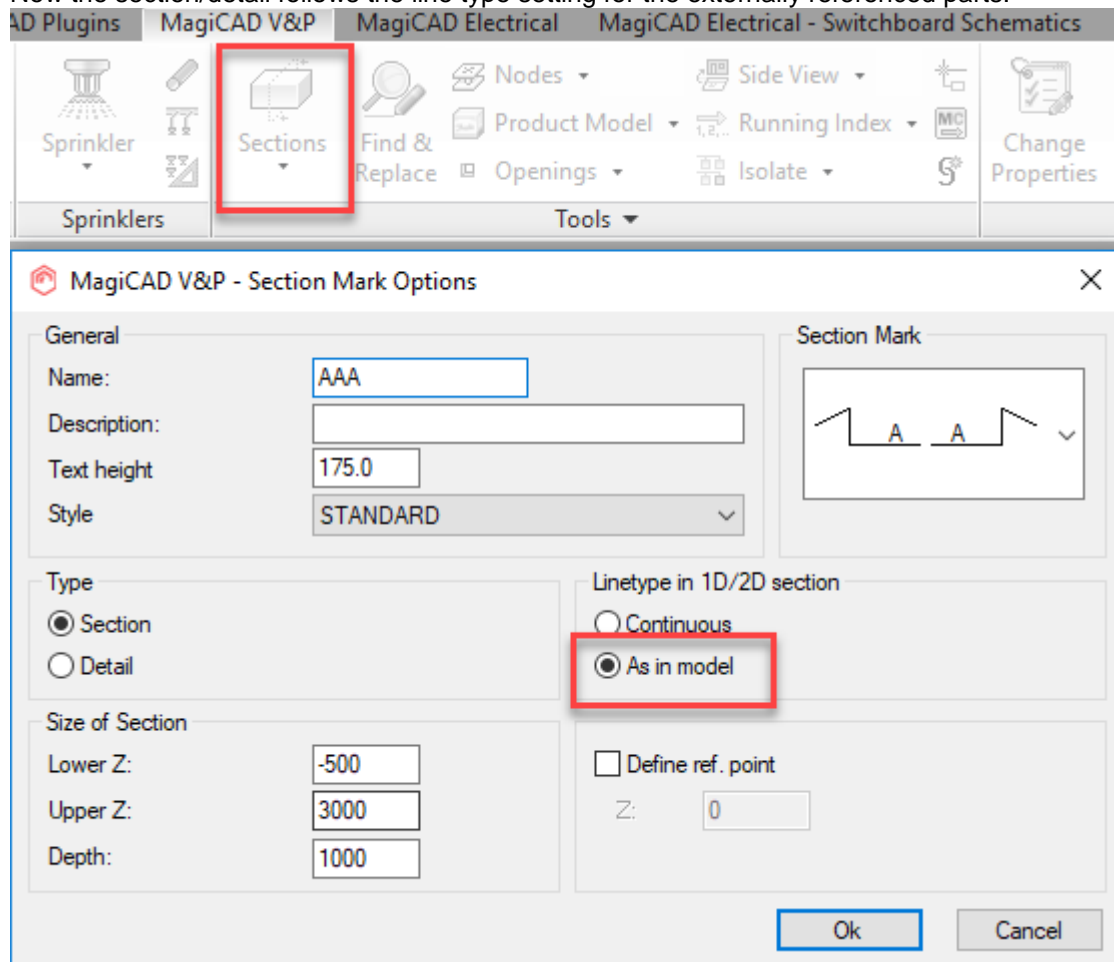 Now the section/detail follows the line type setting for the externally referenced parts.
AD Plugins MagiCAD V&P MagiCAD Electrical MagiCAD Electrical - Switchboard Schematics
Nodes Side View
Sprinkler Sections Find & Replace Product Model 1,2,.. Running Index MC Change Properties
Openings Isolate
Sprinklers Tools
MagiCAD V&P - Section Mark Options
General Section Mark
Name: AAA
Description:
A A
Text height 175.0
Style STANDARD
Type Linetype in 1D/2D section
Section Continuous
Detail As in model
Size of Section
Lower Z: -500 Define ref. point
Upper Z: 3000 Z: 0
Depth: 1000
Ok Cancel